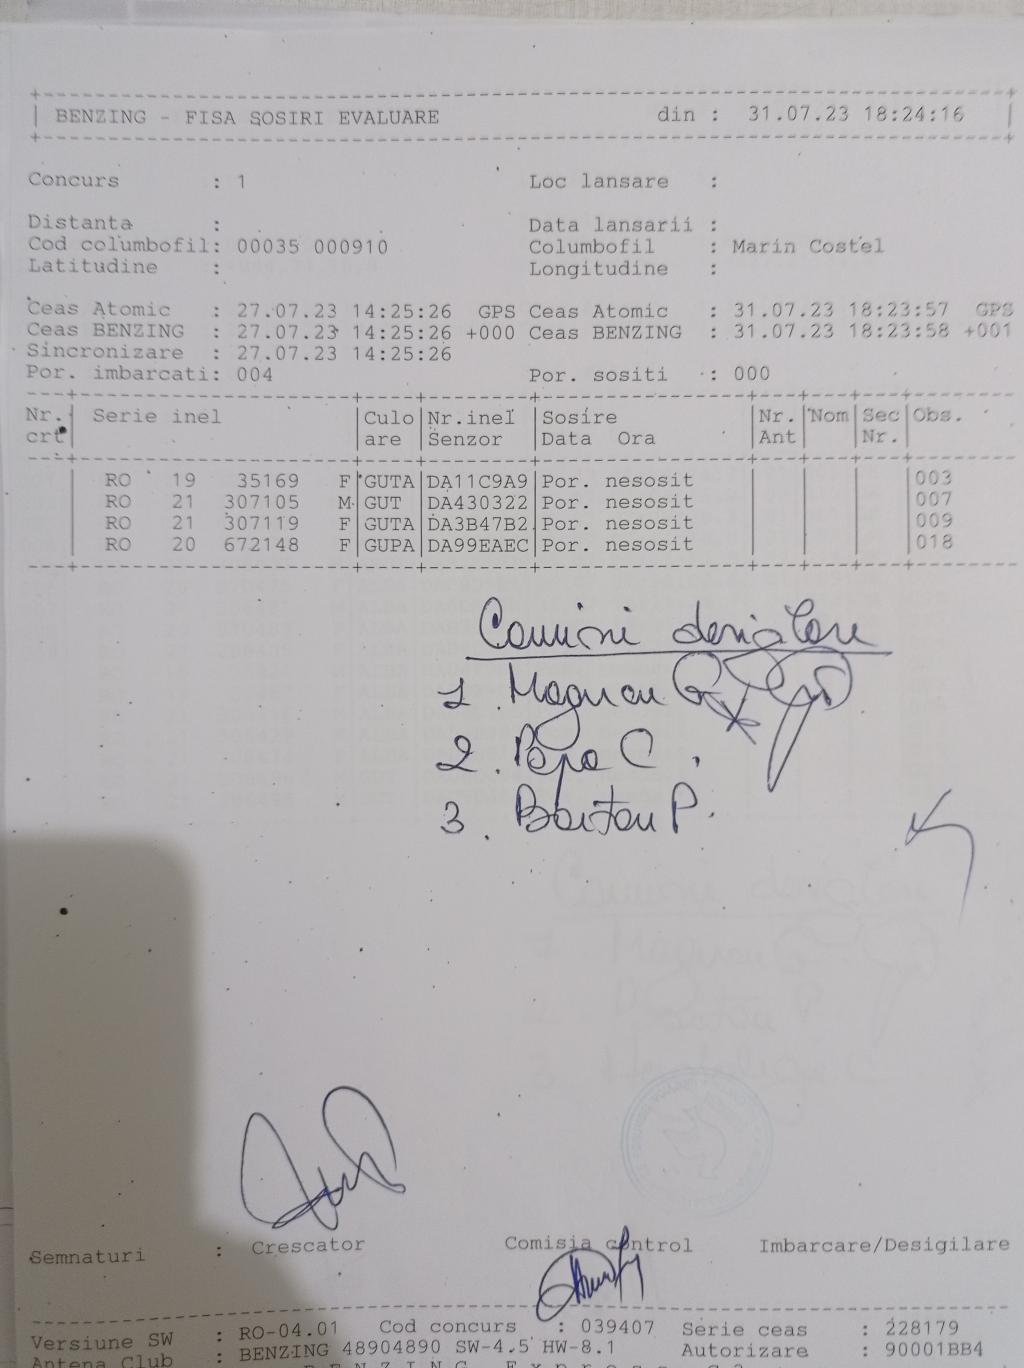 BENZING - FISA SOSIRI EVALUARE din : 31.07.23 18:24:16
Concurs : 1 Loc lansare :
Distanta : Data lansarii :
Cod columbofil: 00035 000910 Columbofil : Marin Costel
Latitudine : Longitudine :
Ceas Atomic : 27.07.23 14:25:26 GPS Ceas Atomic : 31.07.23 18:23:57 GPS
Ceas BENZING : 27.07.23 14:25:26 +000 Ceas BENZING : 31.07.23 18:23:58 +001
Sincronizare : 27.07.23 14:25:26
Por. imbarcati: 004 Por. sositi : 000
Nr. Serie inel Culo Nr.inel Sosire Nr. Nom Sec Obs.
crt are Senzor Data Ora Ant Nr.
RO 19 35169 F GUTA DA11C9A9 Por. nesosit 003
RO 21 307105 M GUT DA430322 Por. nesosit 007
RO 21 307119 F GUTA DA3B47B2 Por. nesosit 009
RO 20 672148 F GUPA DA99EAEC Por. nesosit 018
1.
2. Popa C.
3. P.
Semnaturi : Crescator Comisia control Imbarcare/Desigilare
Versiune SW : RO-04.01 Cod concurs : 039407 Serie ceas : 228179
Antena Club : BENZING 48904890 SW-4.5 HW-8.1 Autorizare : 90001BB4